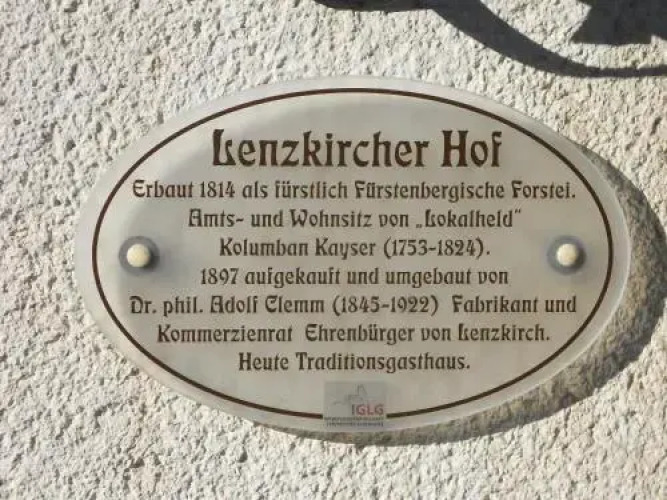 Lenzkircher Hof
Erbaut 1814 als fürstlich Fürstenbergische Forstei.
Amts- und Wohnsitz von „Lokalheld“
Kolumban Kayser (1753-1824).
1897 aufgekauft und umgebaut von
Dr. phil. Adolf Clemm (1845-1922) Fabrikant und
Kommerzienrat Ehrenbürger von Lenzkirch.
Heute Traditionsgasthaus.
IGLG